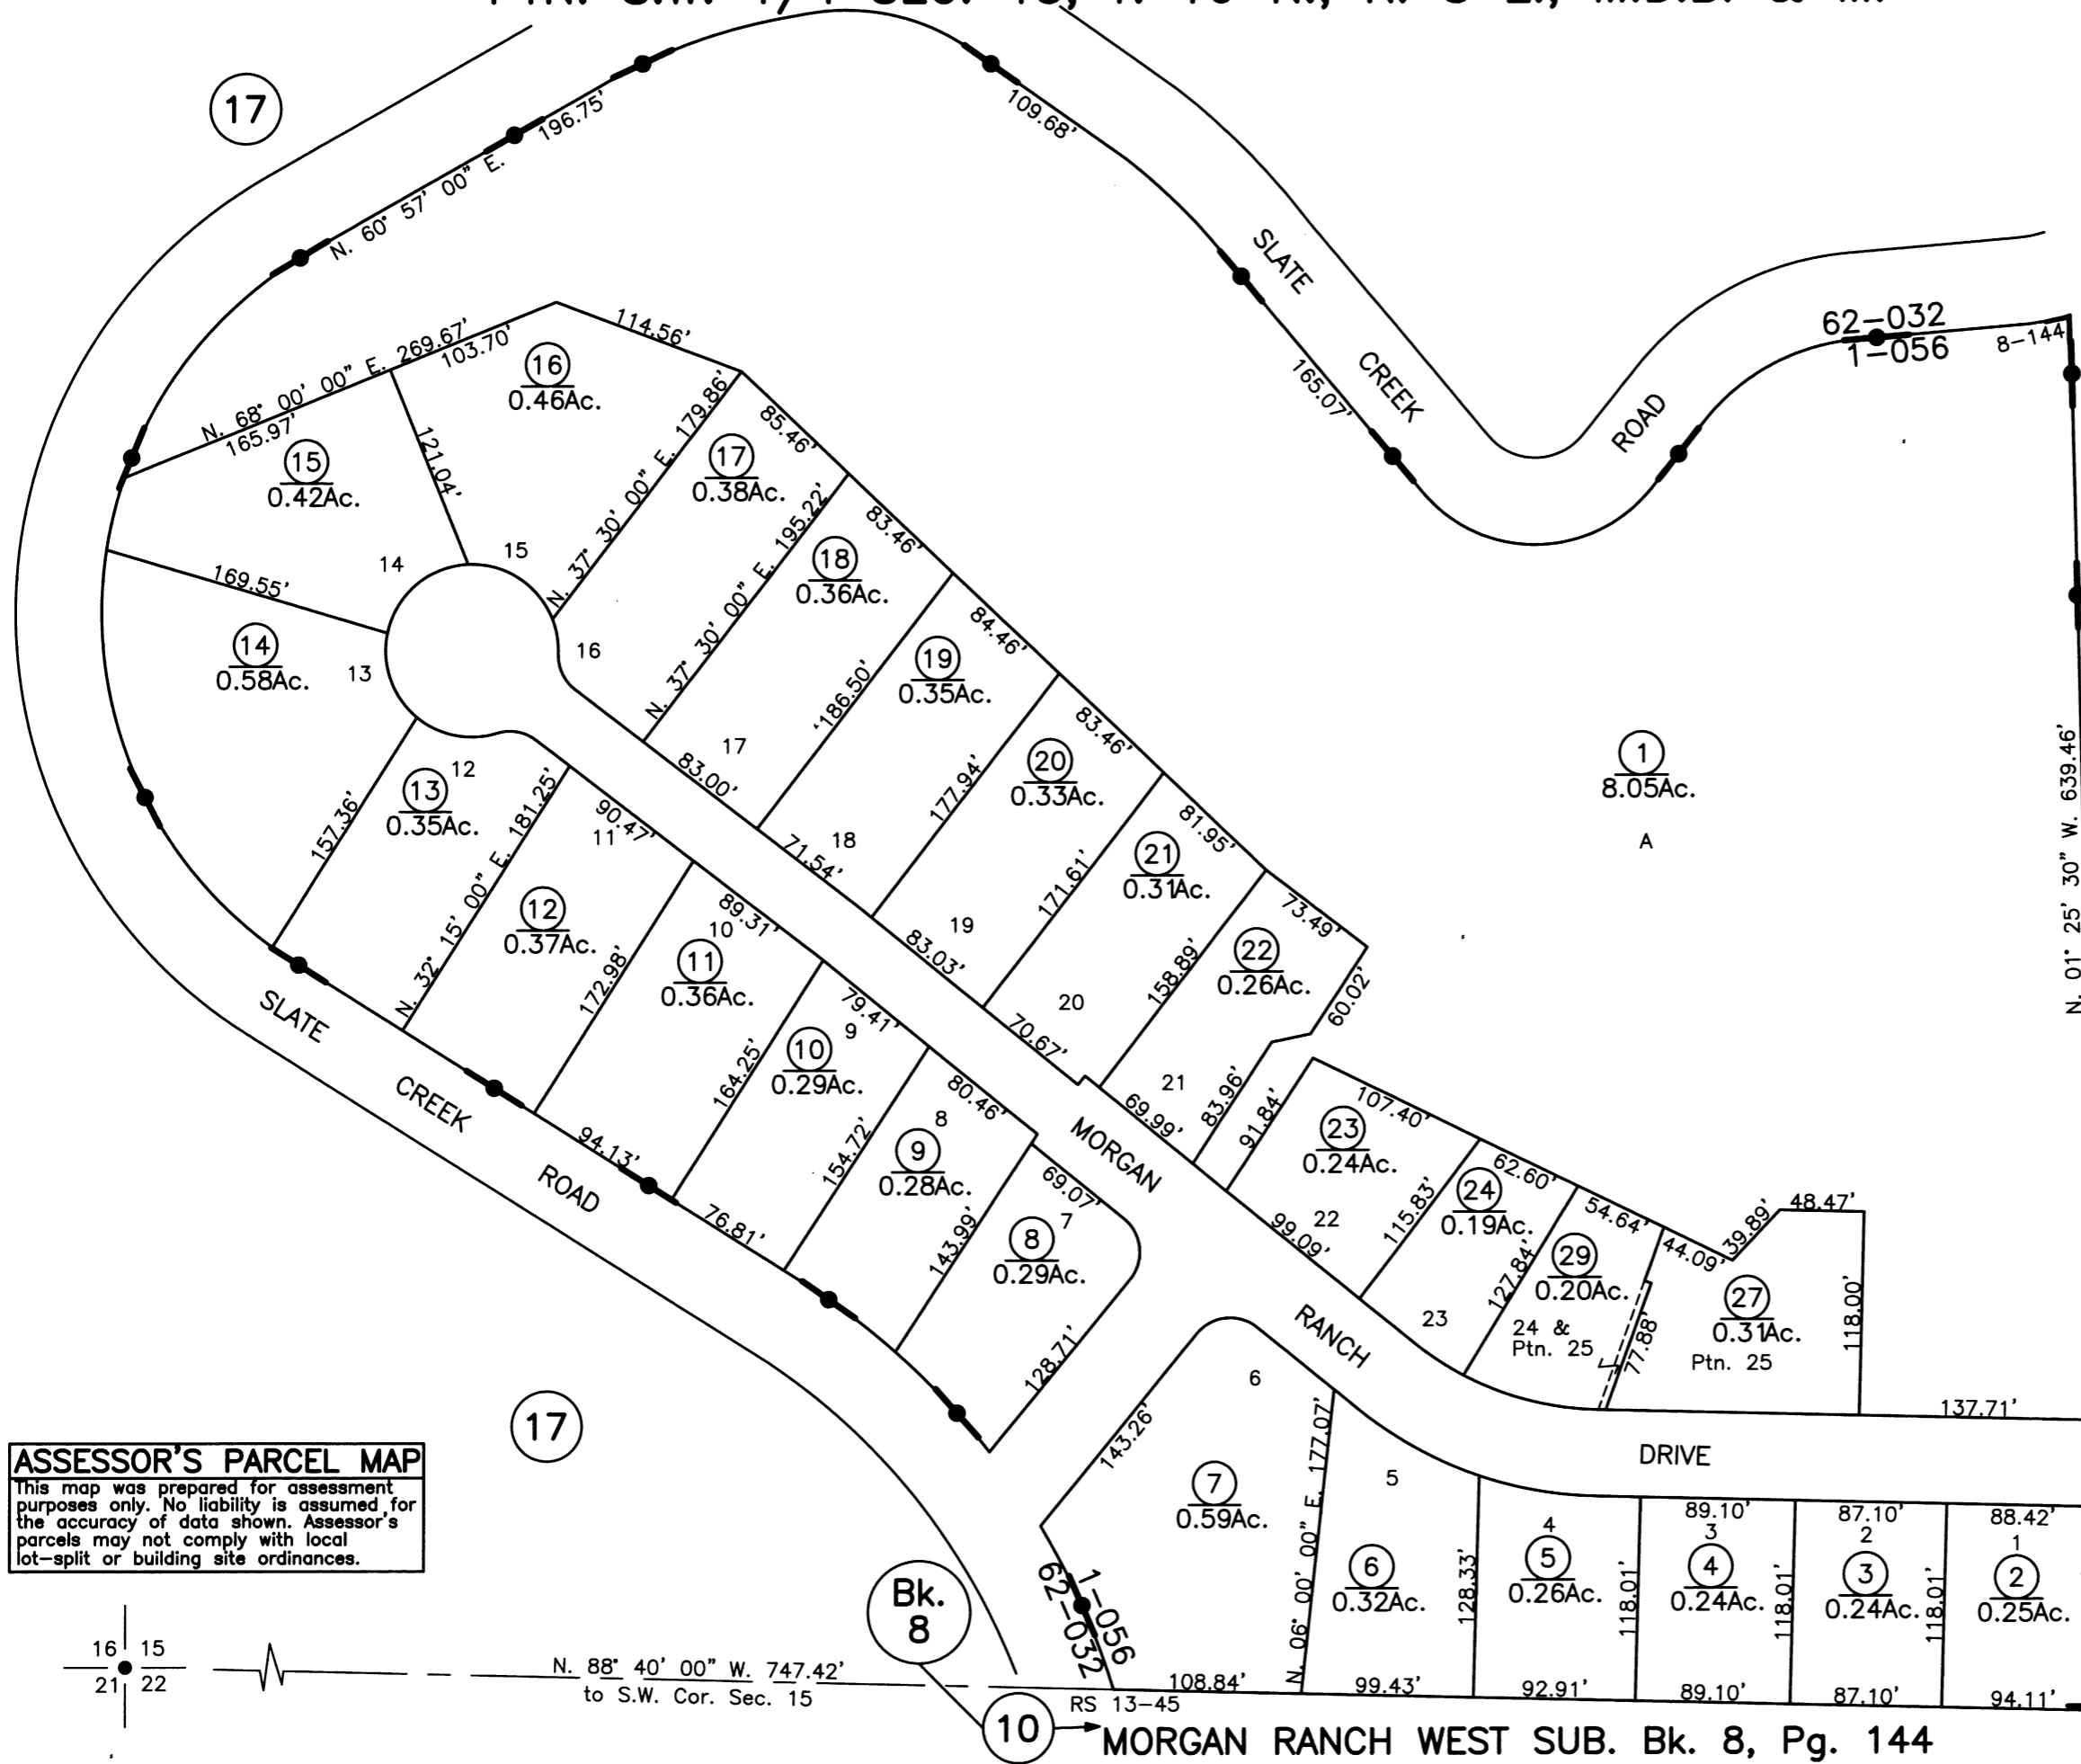 17
N. 60° 57' 00" E. 196.75'
109.68'
SLATE
CREEK
ROAD
165.07'
62-032
1-056
8-144
N. 01° 25' 30" W. 639.46'
N. 68° 00' 00" E. 269.67'
165.97'
103.70'
114.56'
16
0.46Ac.
15
0.42Ac.
121.04'
14
15
169.55'
14
0.58Ac.
13
N. 37° 30' 00" E. 179.86'
85.46'
17
0.38Ac.
16
N. 37° 30' 00" E. 195.22'
83.46'
18
0.36Ac.
17
83.00'
186.50'
84.46'
19
0.35Ac.
18
71.54'
177.94'
83.46'
20
0.33Ac.
19
83.03'
171.61'
81.95'
21
0.31Ac.
20
70.67'
158.89'
73.49'
22
0.26Ac.
60.02'
21
69.99'
83.96'
1
8.05Ac.
A
157.36'
12
13
0.35Ac.
N. 32° 15' 00" E. 181.25'
90.47'
11
12
0.37Ac.
172.98'
89.31'
10
11
0.36Ac.
94.13'
164.25'
79.41'
9
10
0.29Ac.
76.81'
154.72'
80.46'
8
9
0.28Ac.
143.99'
69.07'
7
8
0.29Ac.
128.71'
SLATE
CREEK
ROAD
MORGAN
RANCH
DRIVE
91.84'
107.40'
23
0.24Ac.
22
99.09'
115.83'
62.60'
24
0.19Ac.
23
127.84'
54.64'
29
0.20Ac.
24 &
Ptn. 25
77.88'
44.09'
39.89'
48.47'
27
0.31Ac.
Ptn. 25
118.00'
137.71'
143.26'
6
7
0.59Ac.
N. 06° 00' 00" E. 177.07'
108.84'
5
6
0.32Ac.
99.43'
128.33'
4
5
0.26Ac.
92.91'
118.01'
89.10'
3
4
0.24Ac.
89.10'
118.01'
87.10'
2
3
0.24Ac.
87.10'
118.01'
88.42'
1
2
0.25Ac.
94.11'
17
ASSESSOR'S PARCEL MAP
This map was prepared for assessment
purposes only. No liability is assumed for
the accuracy of data shown. Assessor's
parcels may not comply with local
lot-split or building site ordinances.
16 15
21 22
N. 88° 40' 00" W. 747.42'
to S.W. Cor. Sec. 15
Bk.
8
1-056
62-032
RS 13-45
10
MORGAN RANCH WEST SUB. Bk. 8, Pg. 144